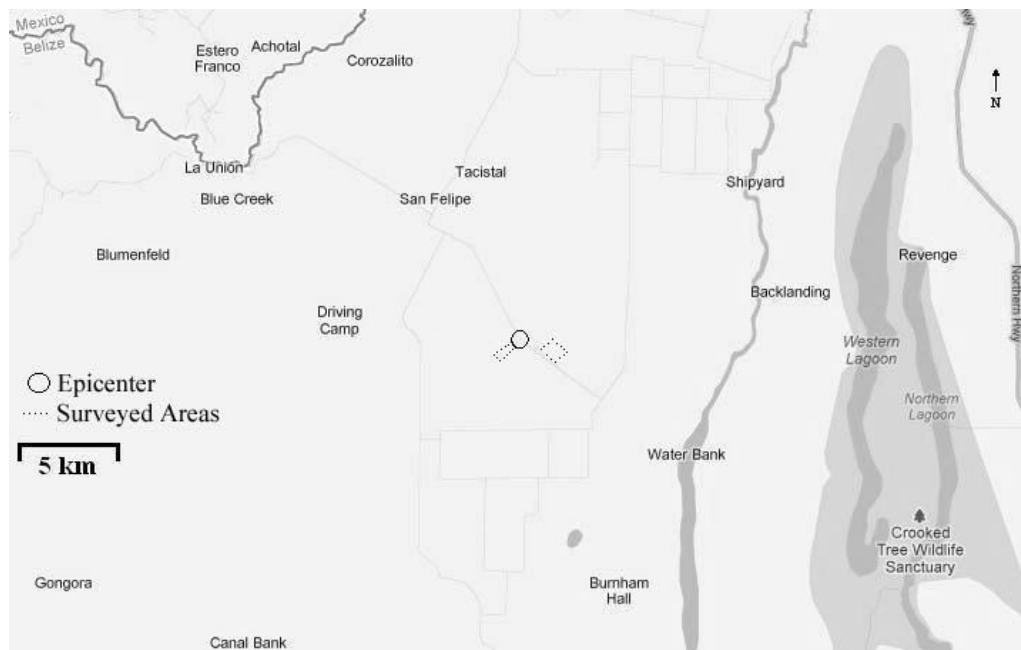 Mexico
Belize
Estero
Franco
Achotal
Corozalito
N
La Unión
Blue Creek
Tacistal
San Felipe
Shipyard
Blumenfeld
Revenge
Backlanding
Northern Hwy
Driving
Camp
Western
Lagoon
Epicenter
Surveyed Areas
Northern
Lagoon
5 km
Water Bank
Crooked
Tree Wildlife
Sanctuary
Gongora
Burnham
Hall
Canal Bank